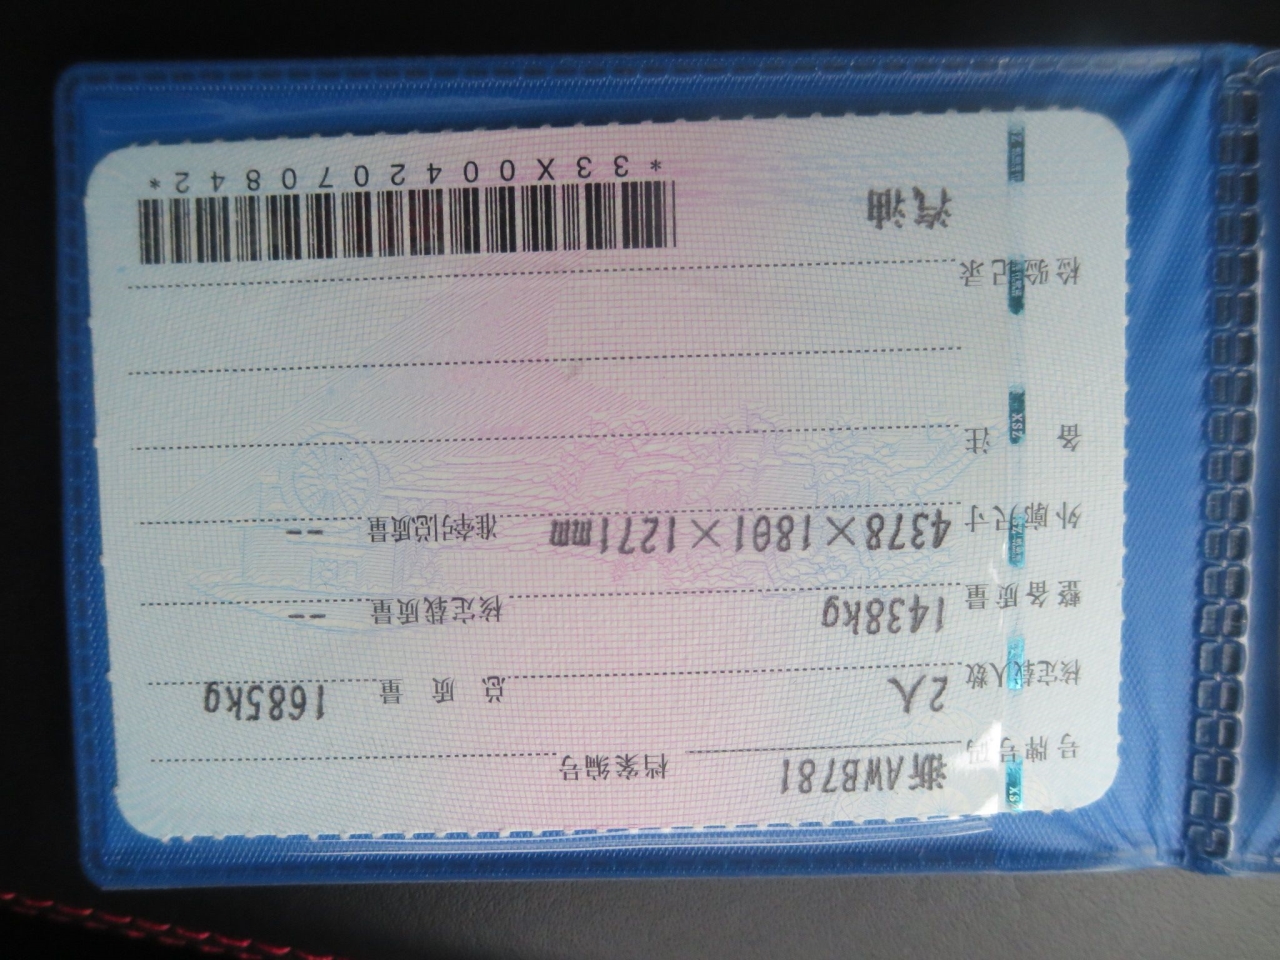 号牌号码 浙AWB781 档案编号
核定载人数 2人 总质量 1685kg
整备质量 1438kg 核定载质量 --
外廓尺寸 4378×1801×1271mm 准牵引总质量 --
备注
检验记录
汽油
*33X0042070842*
XSZ
XSZ